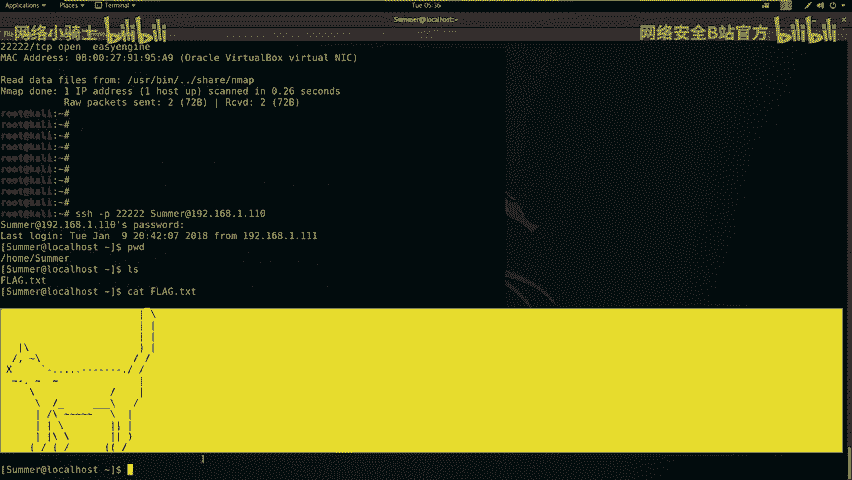 Applications Places Terminal Tue 05:36
Summer@localhost:~
File
网络小骑士 bilibili 网络安全B站官方 bilibili
22222/tcp open easyengine
MAC Address: 08:00:27:91:95:A9 (Oracle VirtualBox virtual NIC)
Read data files from: /usr/bin/../share/nmap
Nmap done: 1 IP address (1 host up) scanned in 0.26 seconds
Raw packets sent: 2 (72B) | Rcvd: 2 (72B)
root@kali:~#
root@kali:~#
root@kali:~#
root@kali:~#
root@kali:~#
root@kali:~#
root@kali:~#
root@kali:~#
root@kali:~#
root@kali:~# ssh -p 22222 Summer@192.168.1.110
Summer@192.168.1.110's password:
Last login: Tue Jan 9 20:42:07 2018 from 192.168.1.111
[Summer@localhost ~]$ pwd
/home/Summer
[Summer@localhost ~]$ ls
FLAG.txt
[Summer@localhost ~]$ cat FLAG.txt
[Summer@localhost ~]$